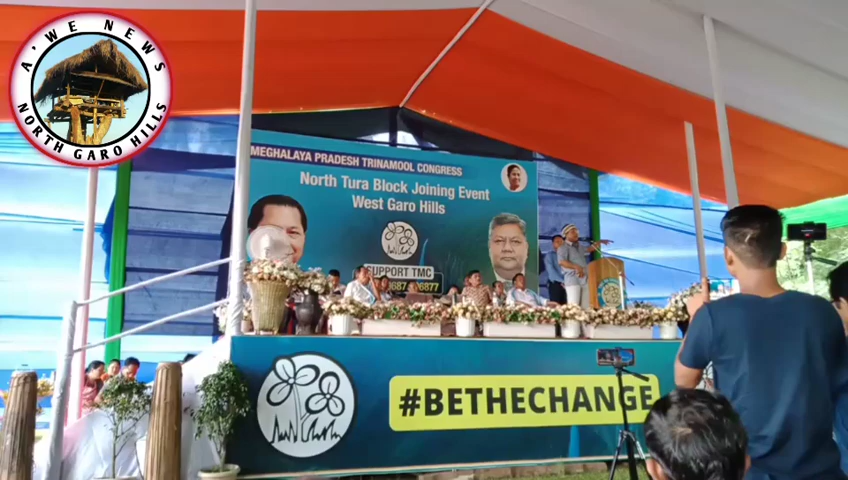 A'WE NEWS
NORTH GARO HILLS
MEGHALAYA PRADESH TRINAMOOL CONGRESS
North Tura Block Joining Event
West Garo Hills
SUPPORT TMC
#BETHECHANGE